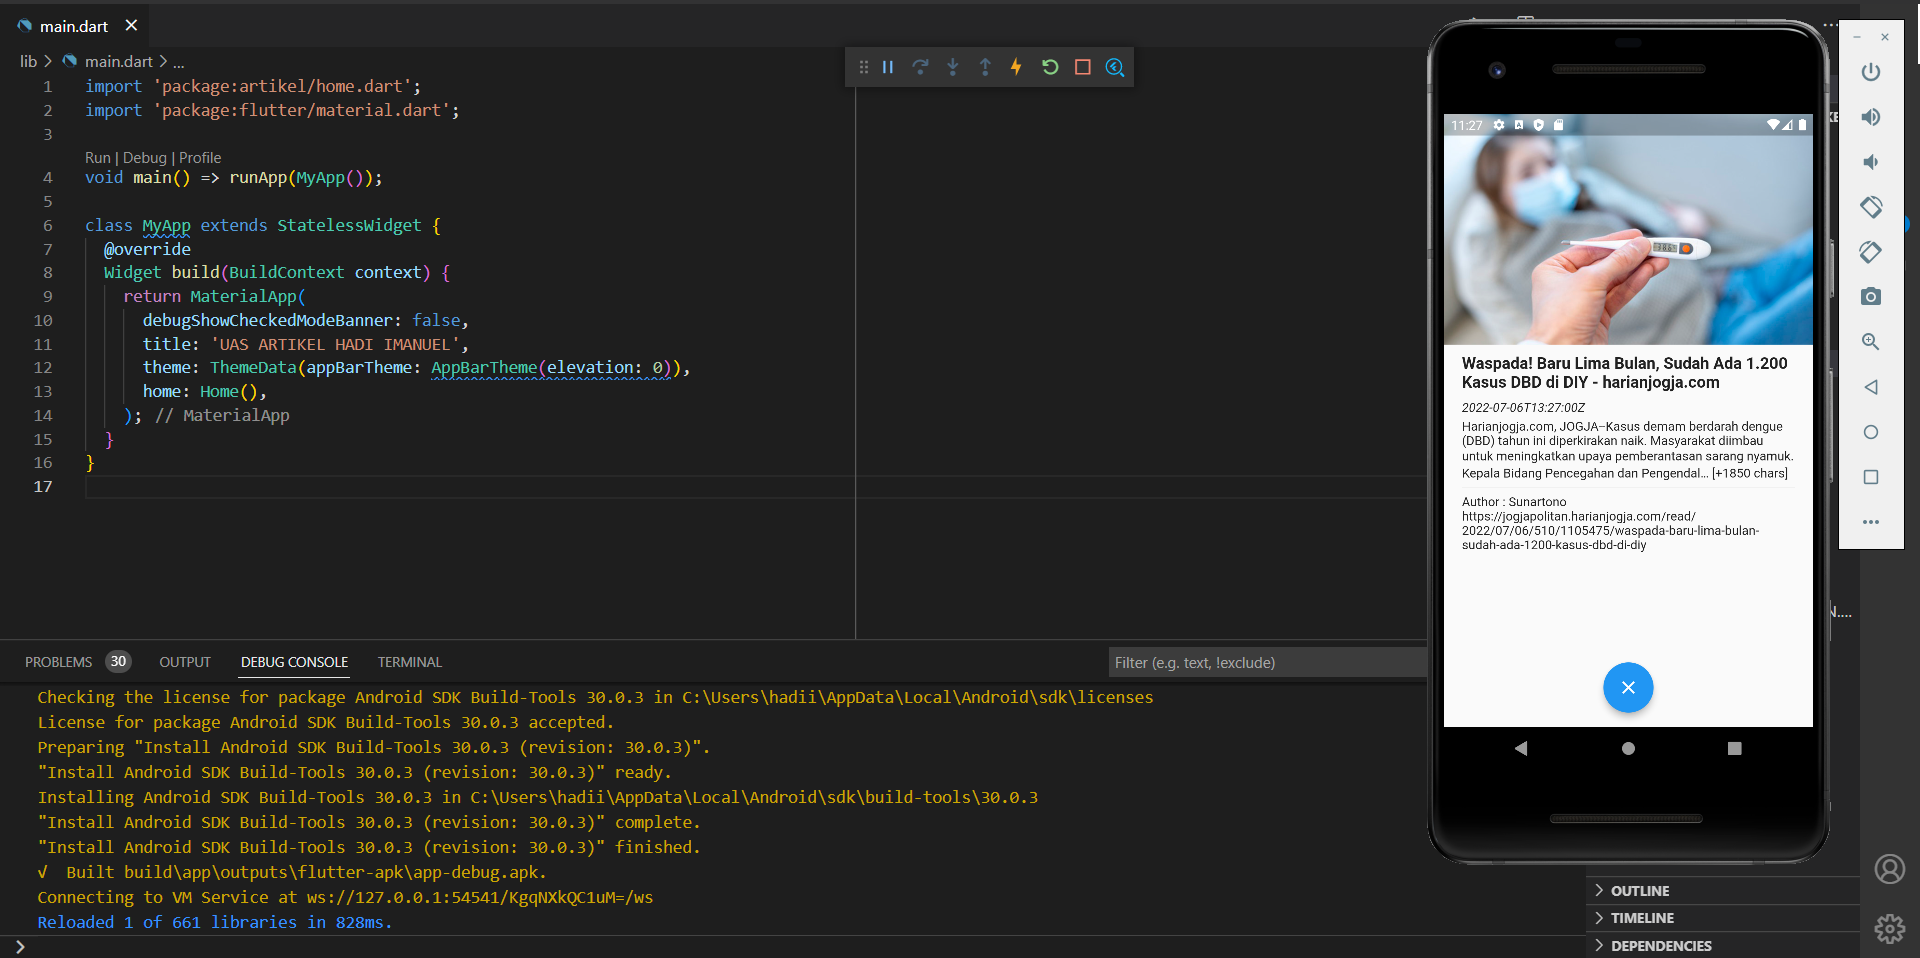 main.dart
lib > main.dart > ...
1 import 'package:artikel/home.dart';
2 import 'package:flutter/material.dart';
3
Run | Debug | Profile
4 void main() => runApp(MyApp());
5
6 class MyApp extends StatelessWidget {
7 @override
8 Widget build(BuildContext context) {
9 return MaterialApp(
10 debugShowCheckedModeBanner: false,
11 title: 'UAS ARTIKEL HADI IMANUEL',
12 theme: ThemeData(appBarTheme: AppBarTheme(elevation: 0)),
13 home: Home(),
14 ); // MaterialApp
15 }
16 }
17
PROBLEMS 30 OUTPUT DEBUG CONSOLE TERMINAL
Filter (e.g. text, !exclude)
Checking the license for package Android SDK Build-Tools 30.0.3 in C:\Users\hadii\AppData\Local\Android\sdk\licenses
License for package Android SDK Build-Tools 30.0.3 accepted.
Preparing "Install Android SDK Build-Tools 30.0.3 (revision: 30.0.3)".
"Install Android SDK Build-Tools 30.0.3 (revision: 30.0.3)" ready.
Installing Android SDK Build-Tools 30.0.3 in C:\Users\hadii\AppData\Local\Android\sdk\build-tools\30.0.3
"Install Android SDK Build-Tools 30.0.3 (revision: 30.0.3)" complete.
"Install Android SDK Build-Tools 30.0.3 (revision: 30.0.3)" finished.
√ Built build\app\outputs\flutter-apk\app-debug.apk.
Connecting to VM Service at ws://127.0.0.1:54541/KgqNXkQC1uM=/ws
Reloaded 1 of 661 libraries in 828ms.
11:27
Waspada! Baru Lima Bulan, Sudah Ada 1.200
Kasus DBD di DIY - harianjogja.com
2022-07-06T13:27:00Z
Harianjogja.com, JOGJA–Kasus demam berdarah dengue
(DBD) tahun ini diperkirakan naik. Masyarakat diimbau
untuk meningkatkan upaya pemberantasan sarang nyamuk.
Kepala Bidang Pencegahan dan Pengendal… [+1850 chars]
Author : Sunartono
https://jogjapolitan.harianjogja.com/read/
2022/07/06/510/1105475/waspada-baru-lima-bulan-
sudah-ada-1200-kasus-dbd-di-diy
N....
OUTLINE
TIMELINE
DEPENDENCIES